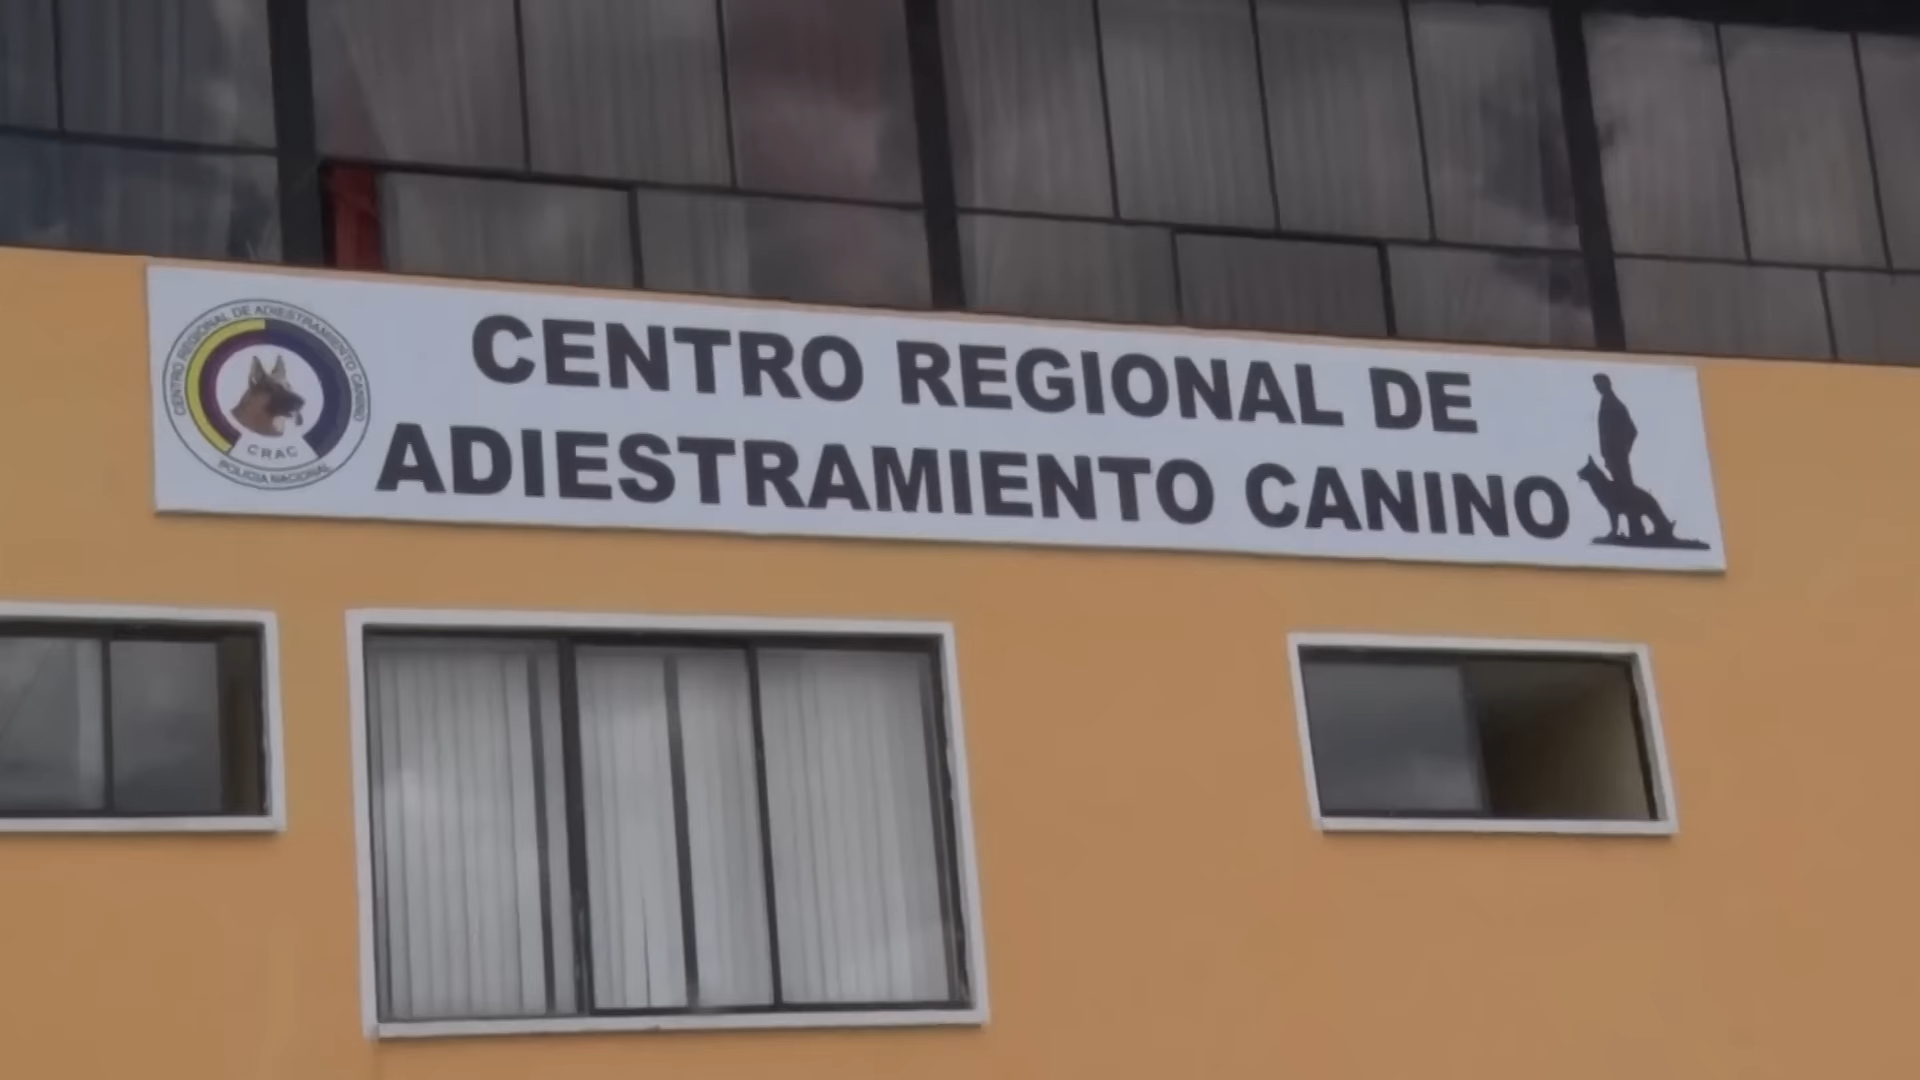 CENTRO REGIONAL DE
ADIESTRAMIENTO CANINO
CENTRO REGIONAL DE ADIESTRAMIENTO CANINO
CRAC
POLICIA NACIONAL